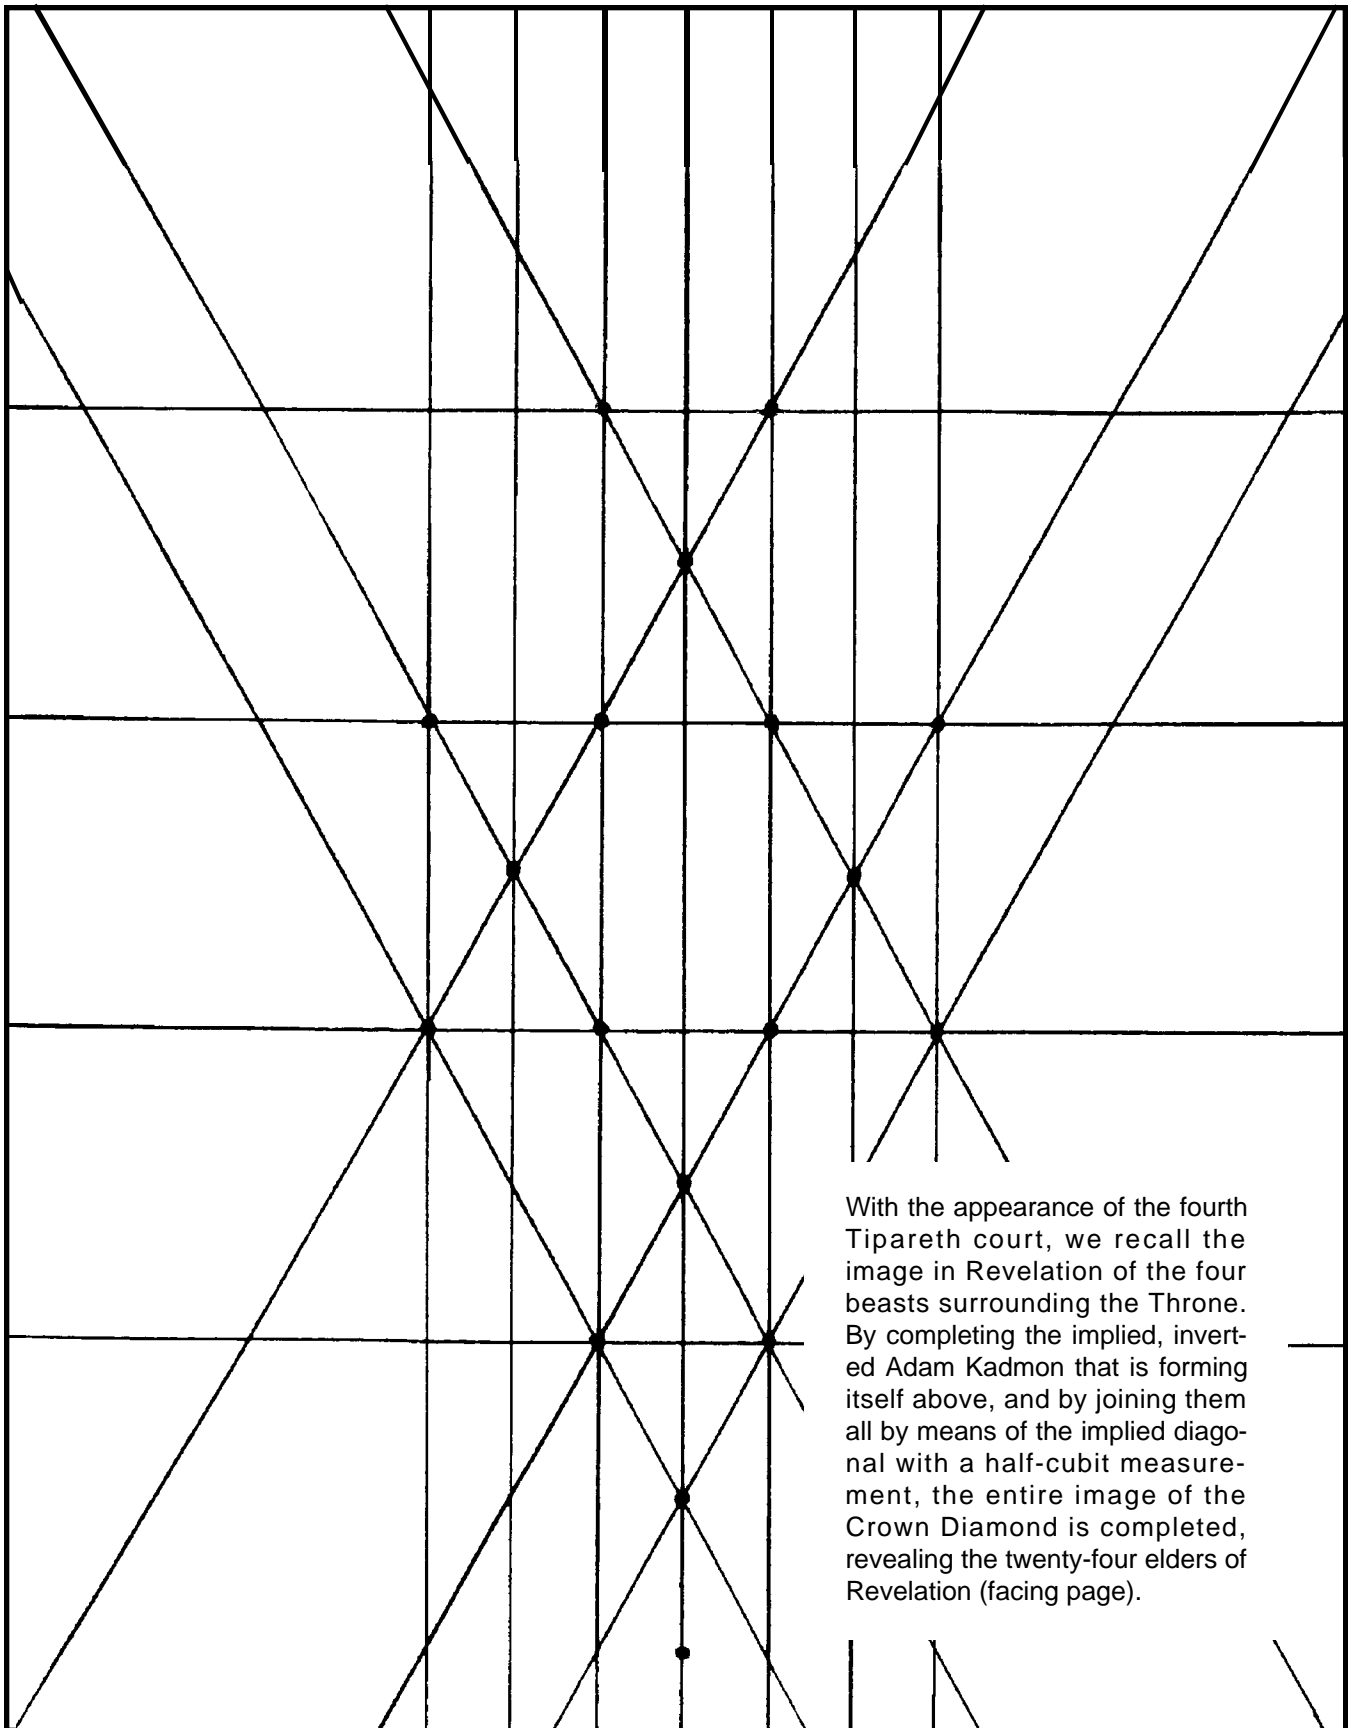 With the appearance of the fourth
Tipareth court, we recall the
image in Revelation of the four
beasts surrounding the Throne.
By completing the implied, invert-
ed Adam Kadmon that is forming
itself above, and by joining them
all by means of the implied diago-
nal with a half-cubit measure-
ment, the entire image of the
Crown Diamond is completed,
revealing the twenty-four elders of
Revelation (facing page).